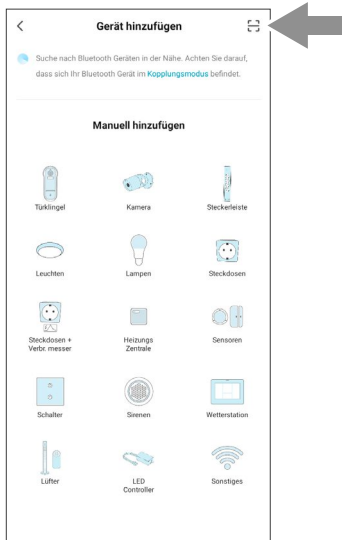 Gerät hinzufügen
Suche nach Bluetooth Geräten in der Nähe. Achten Sie darauf,
dass sich Ihr Bluetooth Gerät im Kopplungsmodus befindet.
Manuell hinzufügen
Türklingel
Kamera
Steckerleiste
Leuchten
Lampen
Steckdosen
Steckdosen +
Verbr. messer
Heizungs
Zentrale
Sensoren
Schalter
Sirenen
Wetterstation
Lüfter
LED
Controller
Sonstiges